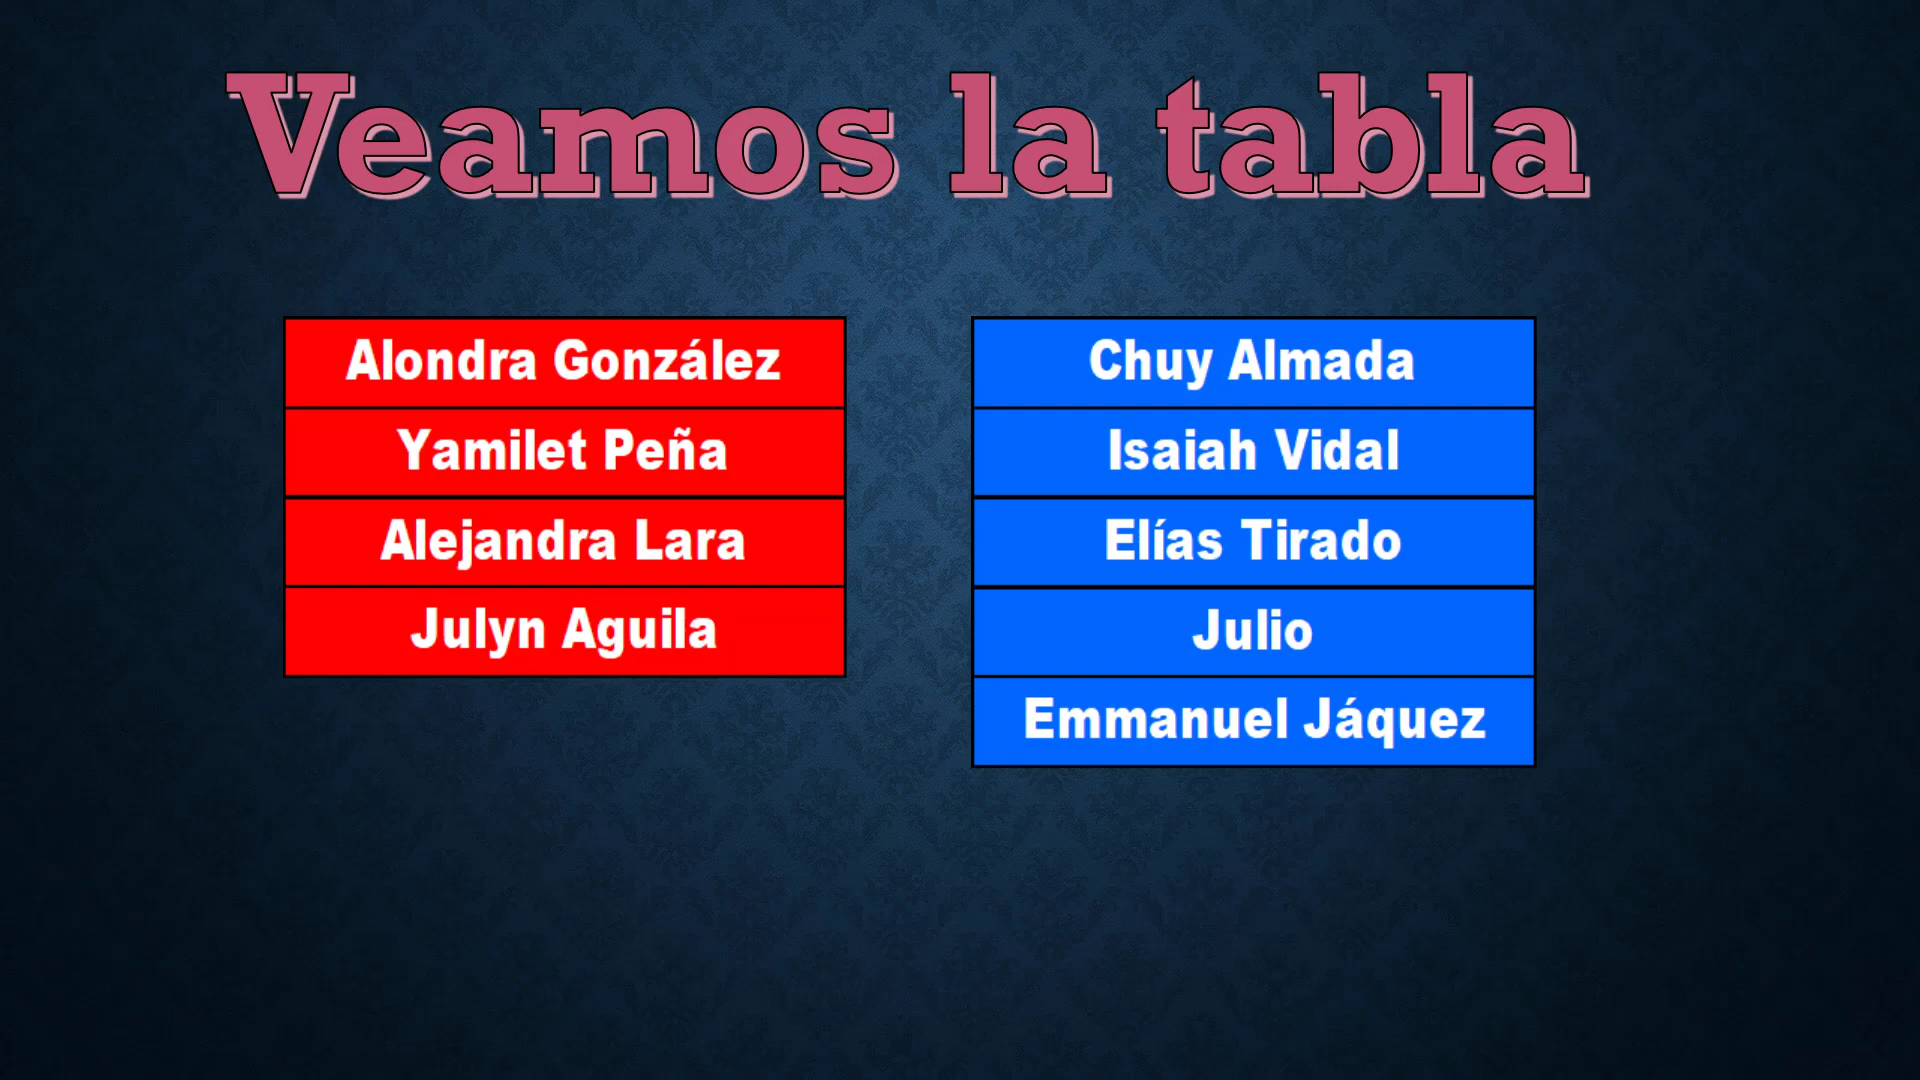 Veamos la tabla
Alondra González
Yamilet Peña
Alejandra Lara
Julyn Aguila
Chuy Almada
Isaiah Vidal
Elías Tirado
Julio
Emmanuel Jáquez